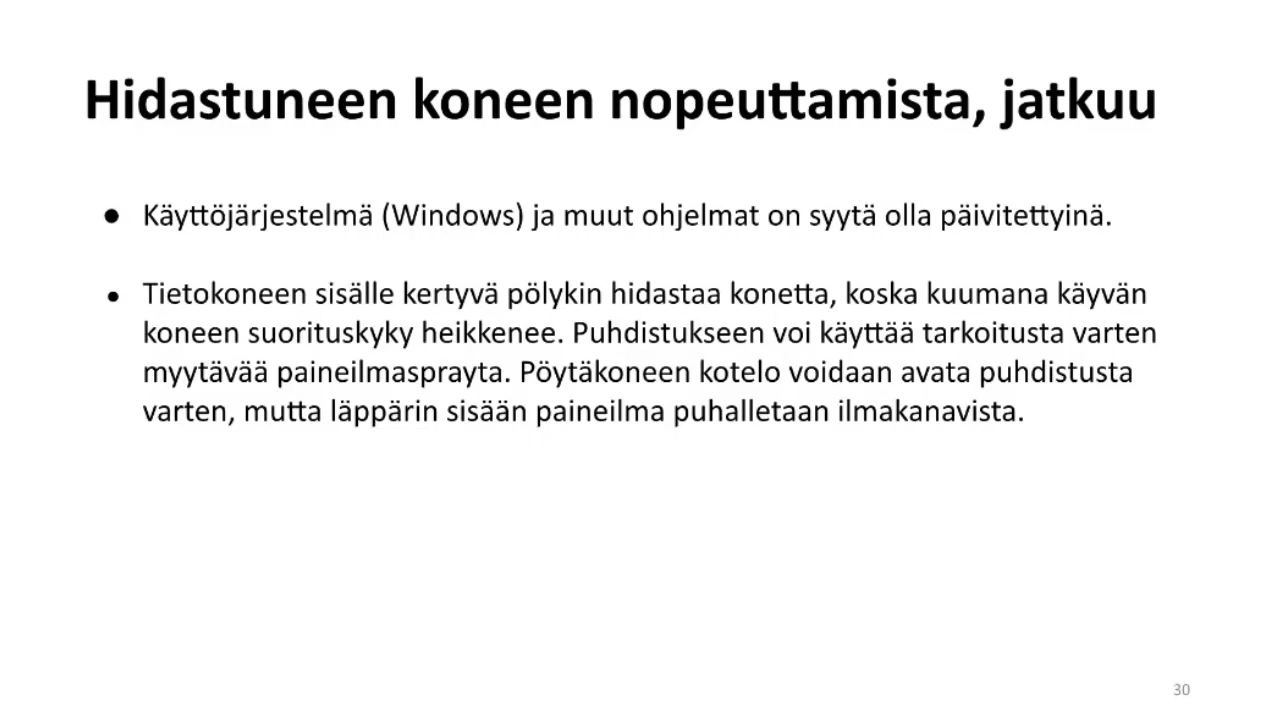 Hidastuneen koneen nopeuttamista, jatkuu
● Käyttöjärjestelmä (Windows) ja muut ohjelmat on syytä olla päivitettyinä.
● Tietokoneen sisälle kertyvä pölykin hidastaa konetta, koska kuumana käyvän
koneen suorituskyky heikkenee. Puhdistukseen voi käyttää tarkoitusta varten
myytävää paineilmasprayta. Pöytäkoneen kotelo voidaan avata puhdistusta
varten, mutta läppärin sisään paineilma puhalletaan ilmakanavista.
30